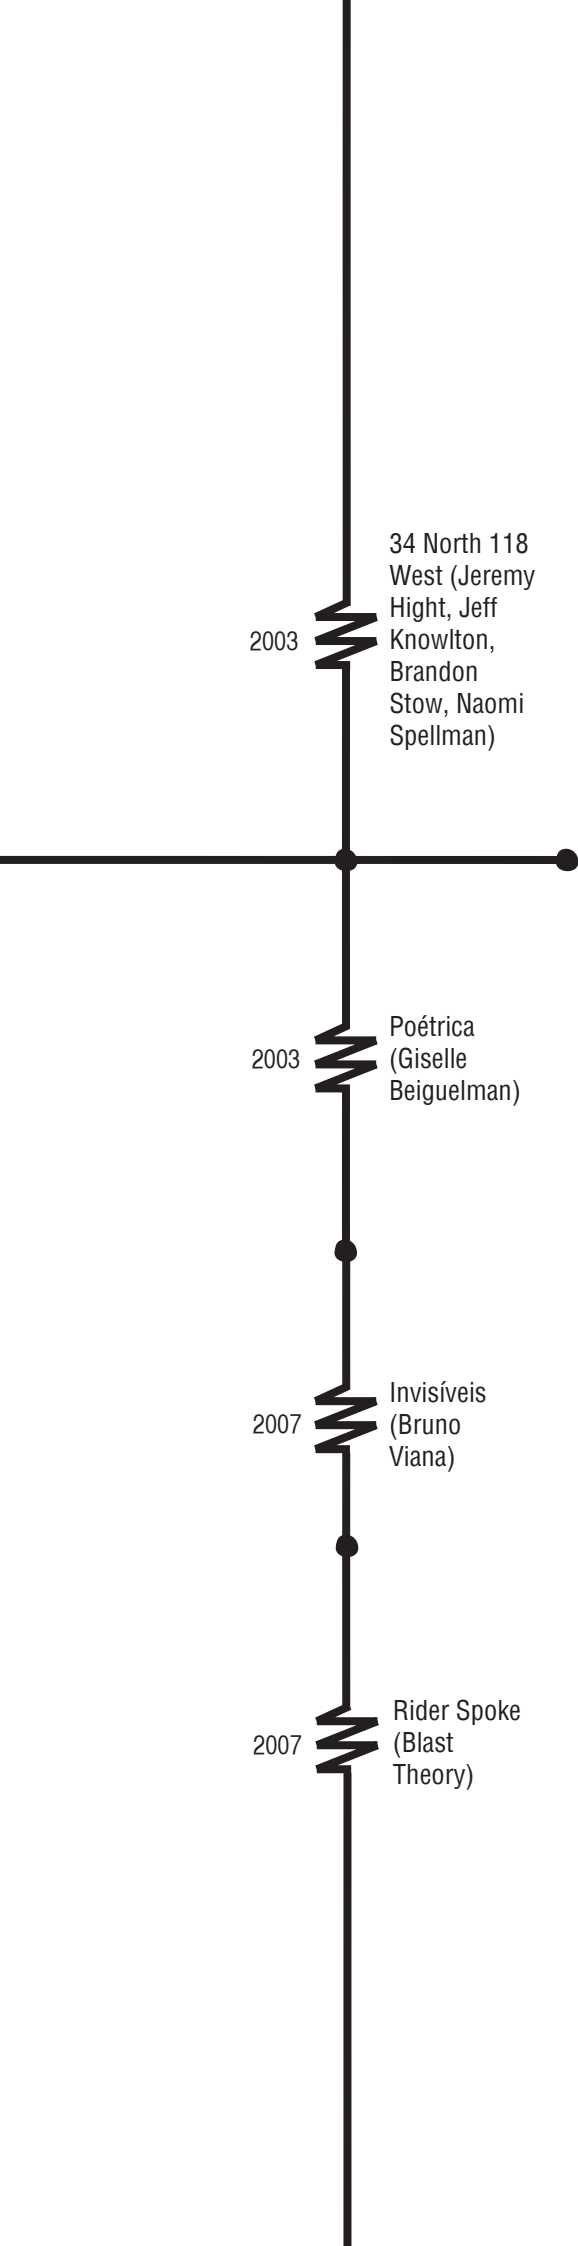 34 North 118
West (Jeremy
Hight, Jeff
Knowlton,
Brandon
Stow, Naomi
Spellman)
2003
Poétrica
(Giselle
Beiguelman)
2003
Invisíveis
(Bruno
Viana)
2007
Rider Spoke
(Blast
Theory)
2007